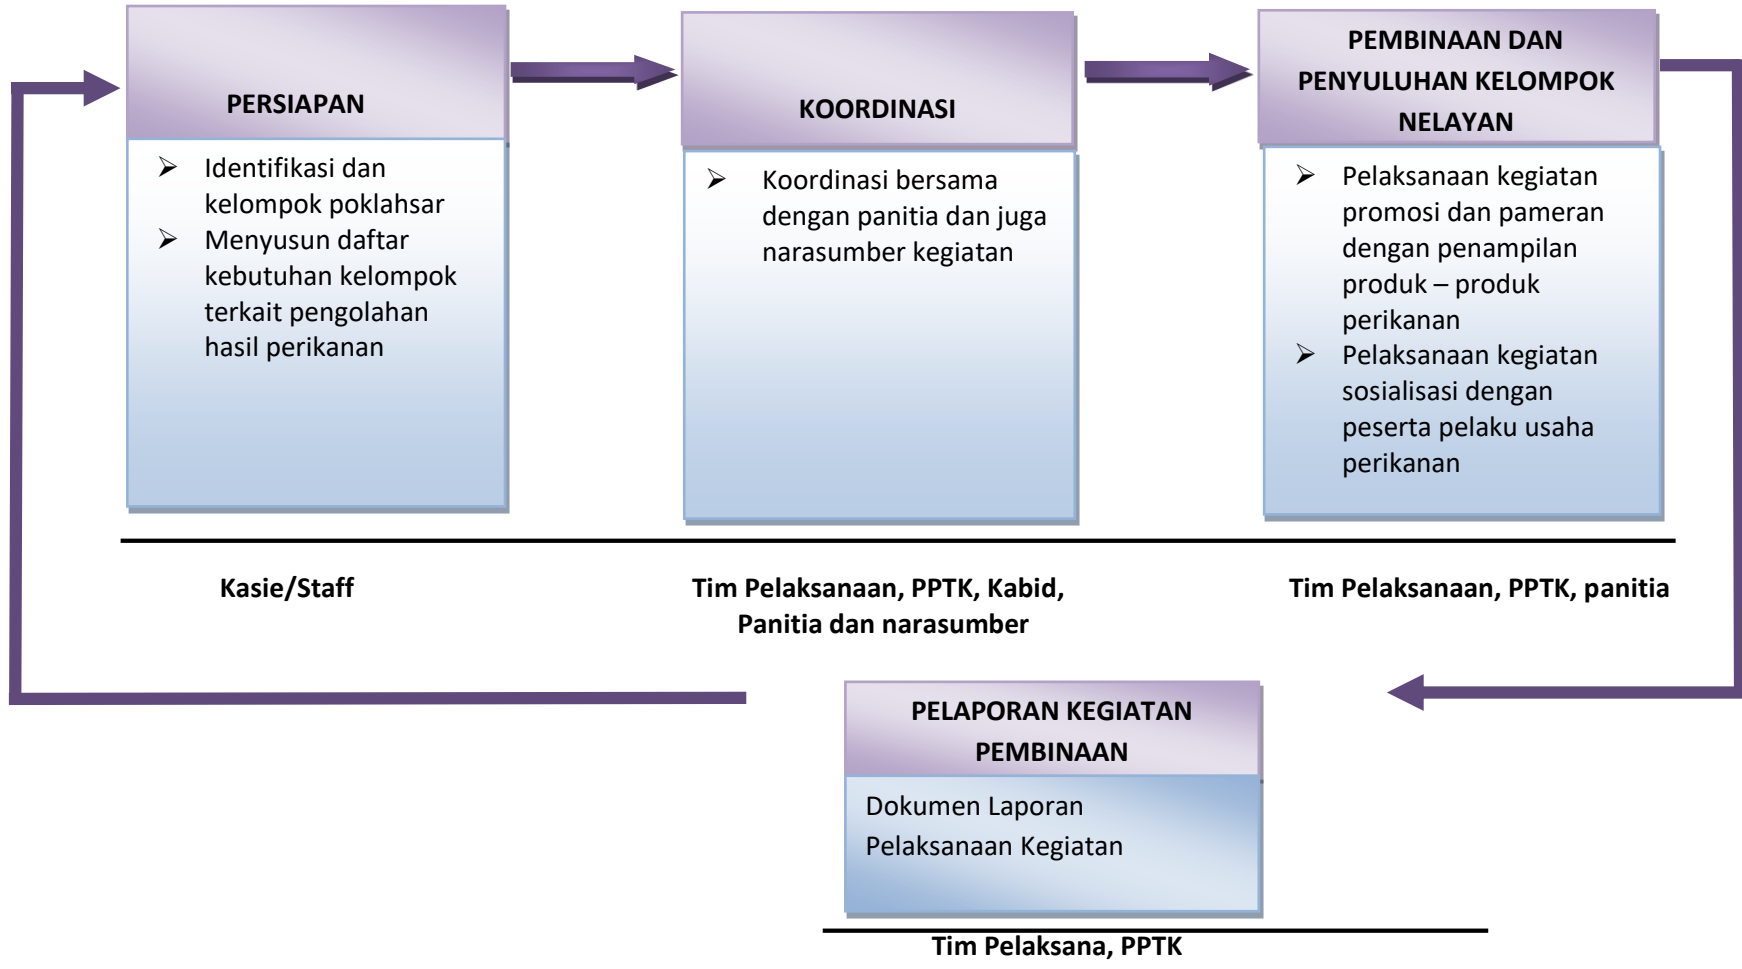 PERSIAPAN
➢ Identifikasi dan
kelompok poklahsar
➢ Menyusun daftar
kebutuhan kelompok
terkait pengolahan
hasil perikanan
KOORDINASI
➢ Koordinasi bersama
dengan panitia dan juga
narasumber kegiatan
PEMBINAAN DAN
PENYULUHAN KELOMPOK
NELAYAN
➢ Pelaksanaan kegiatan
promosi dan pameran
dengan penampilan
produk – produk
perikanan
➢ Pelaksanaan kegiatan
sosialisasi dengan
peserta pelaku usaha
perikanan
Kasie/Staff
Tim Pelaksanaan, PPTK, Kabid,
Panitia dan narasumber
Tim Pelaksanaan, PPTK, panitia
PELAPORAN KEGIATAN
PEMBINAAN
Dokumen Laporan
Pelaksanaan Kegiatan
Tim Pelaksana, PPTK